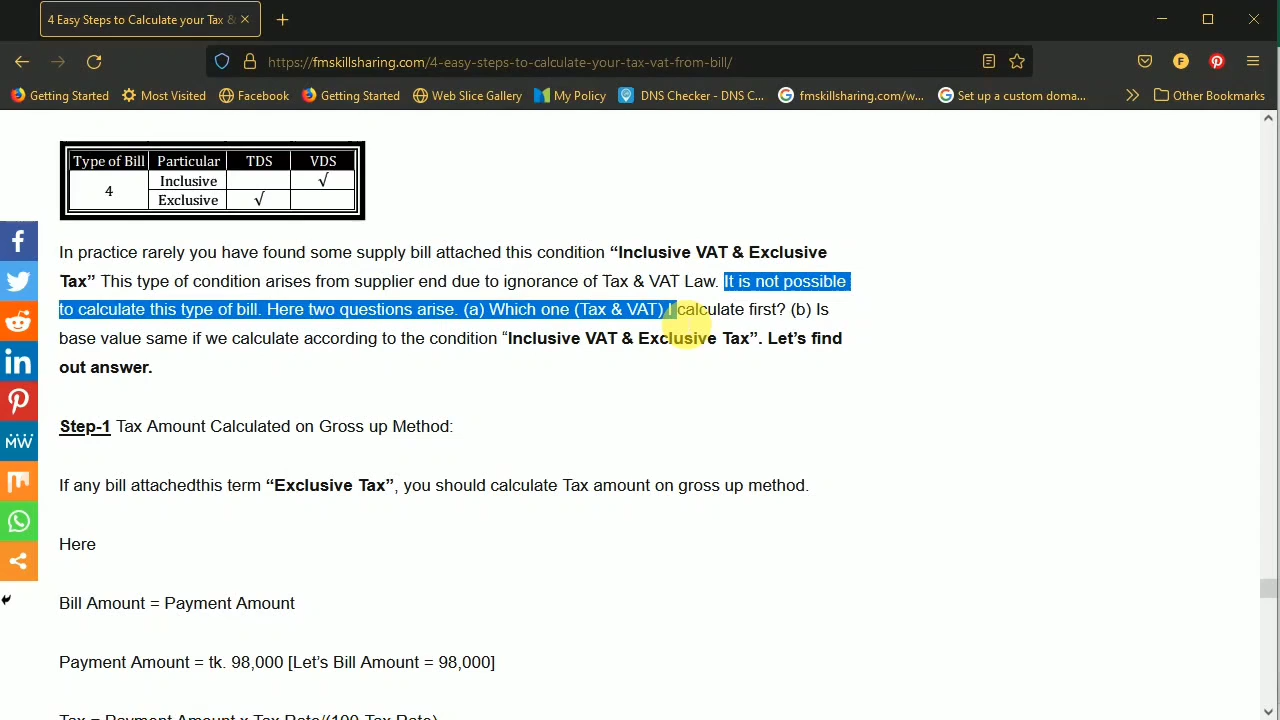 4 Easy Steps to Calculate your Tax &
https://fmskillsharing.com/4-easy-steps-to-calculate-your-tax-vat-from-bill/
Getting Started Most Visited Facebook Getting Started Web Slice Gallery My Policy DNS Checker - DNS C... fmskillsharing.com/w... Set up a custom doma... Other Bookmarks
Type of Bill Particular TDS VDS
4 Inclusive √
Exclusive √
In practice rarely you have found some supply bill attached this condition “Inclusive VAT & Exclusive
Tax” This type of condition arises from supplier end due to ignorance of Tax & VAT Law. It is not possible
to calculate this type of bill. Here two questions arise. (a) Which one (Tax & VAT) I calculate first? (b) Is
base value same if we calculate according to the condition “Inclusive VAT & Exclusive Tax”. Let’s find
out answer.
Step-1 Tax Amount Calculated on Gross up Method:
If any bill attachedthis term “Exclusive Tax”, you should calculate Tax amount on gross up method.
Here
Bill Amount = Payment Amount
Payment Amount = tk. 98,000 [Let’s Bill Amount = 98,000]
Tax = Payment Amount x Tax Rate/(100-Tax Rate)